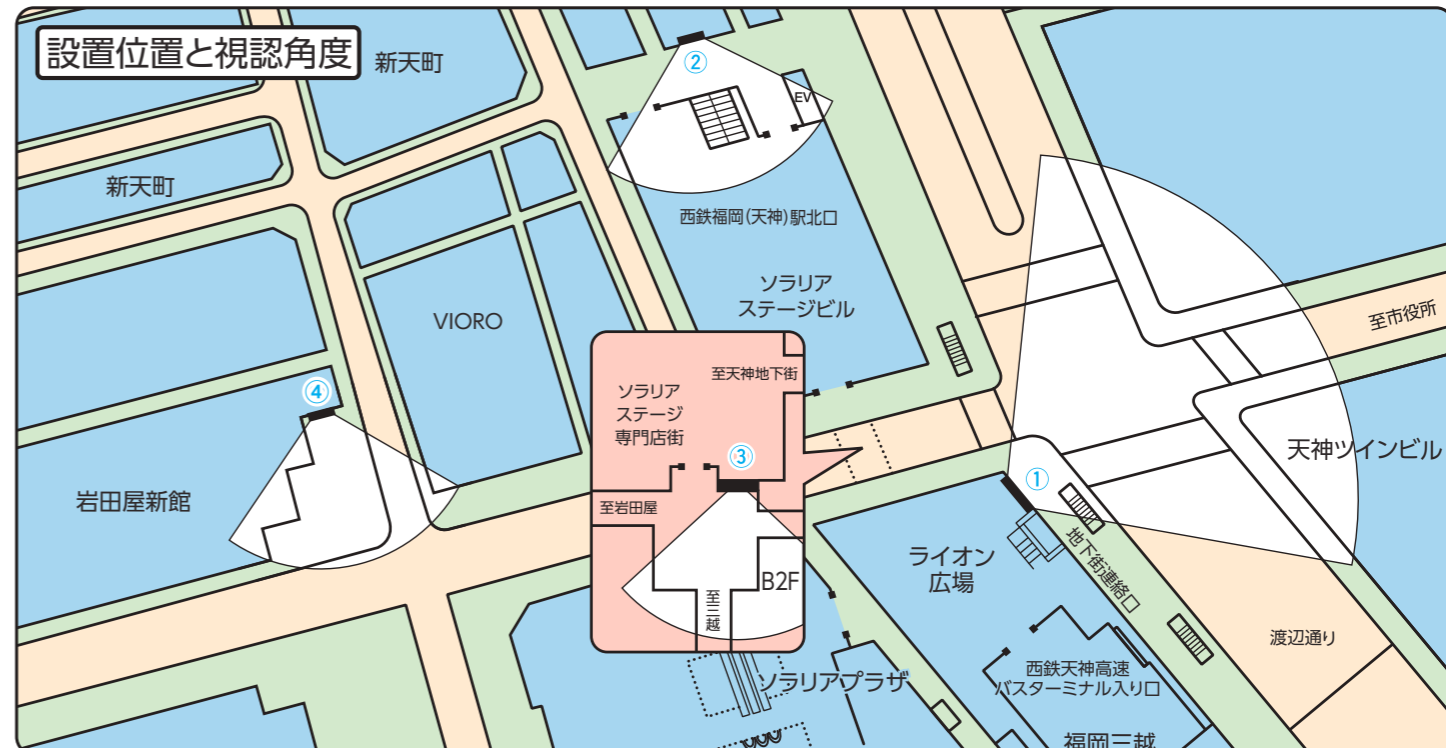 設置位置と視認角度
新天町
②
EV
新天町
西鉄福岡(天神)駅北口
ソラリア
ステージビル
VIORO
至市役所
④
ソラリア
ステージ
専門店街
至天神地下街
③
①
天神ツインビル
岩田屋新館
至岩田屋
B2F
至三越
ライオン
広場
地下街連絡口
渡辺通り
西鉄天神高速
バスターミナル入り口
ソラリアプラザ
福岡三越